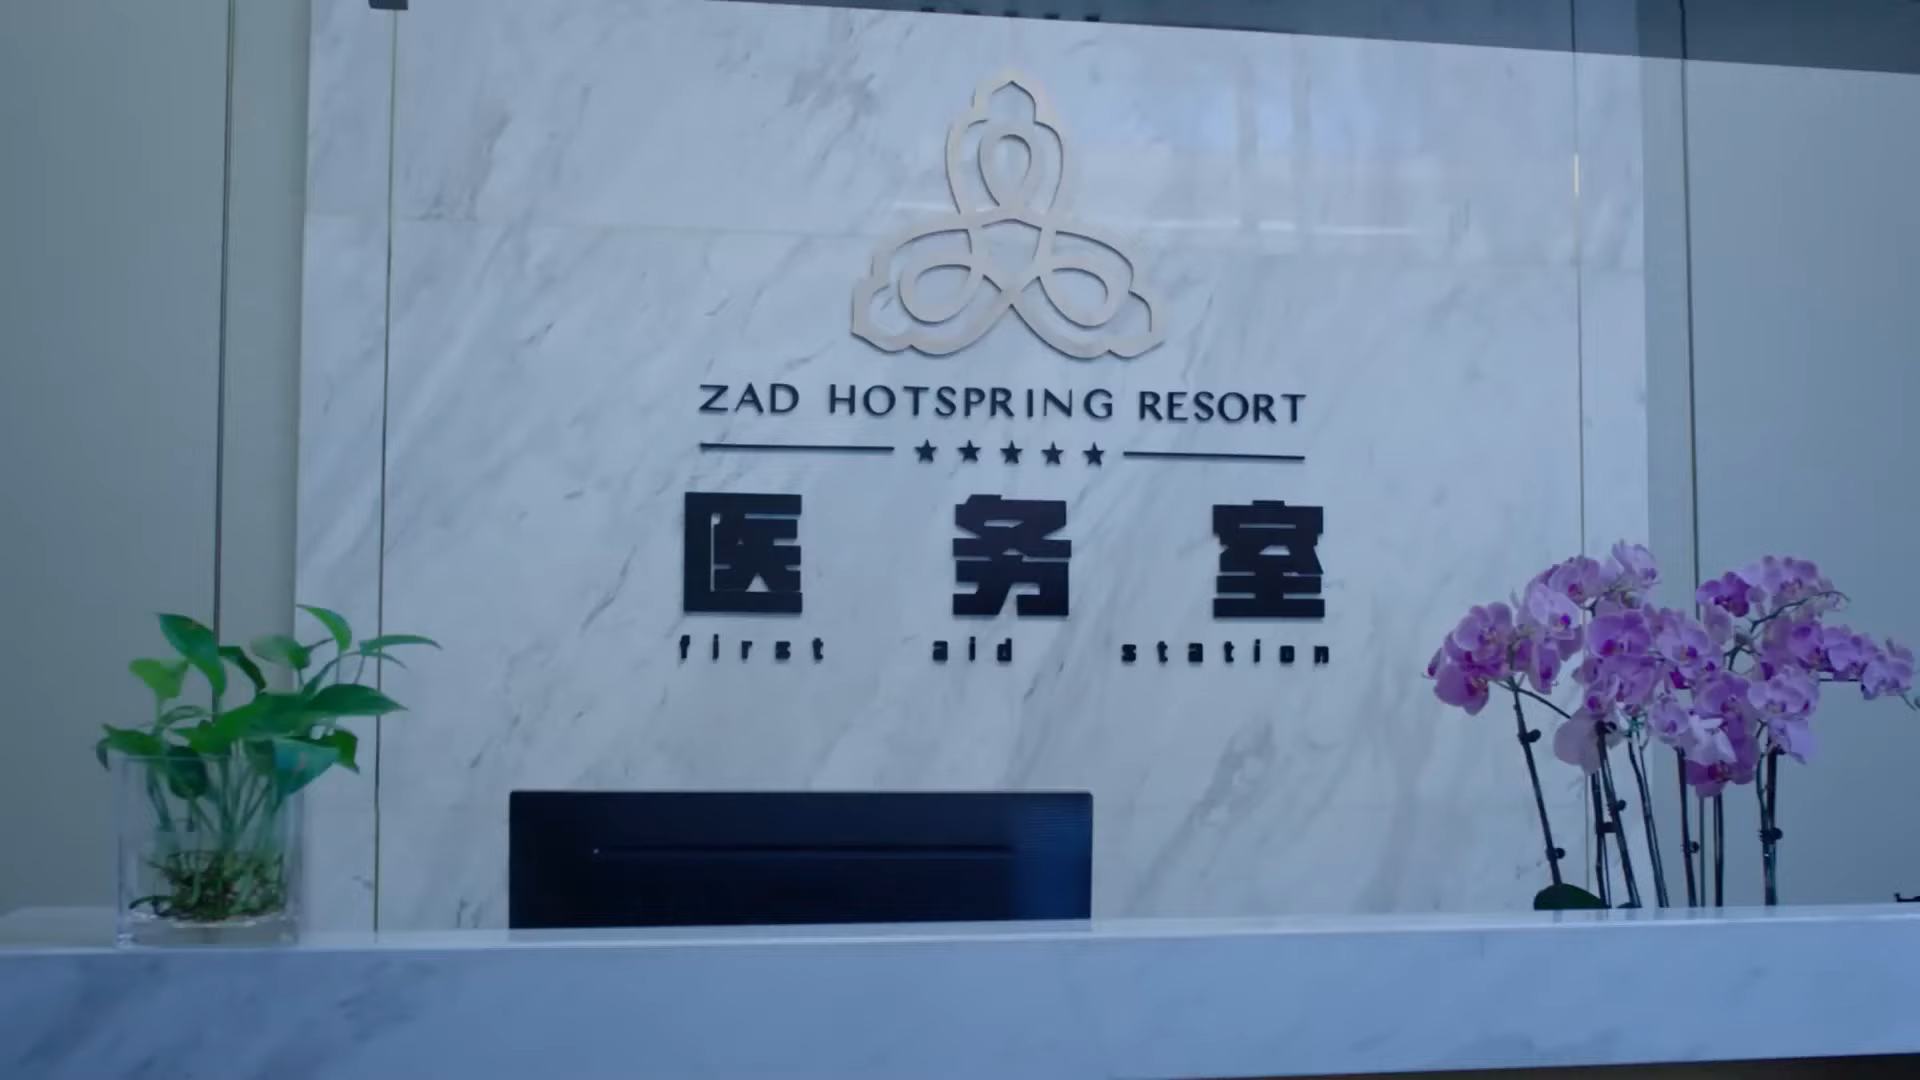 ZAD HOTSPRING RESORT
★★★★★
医务室
first aid station